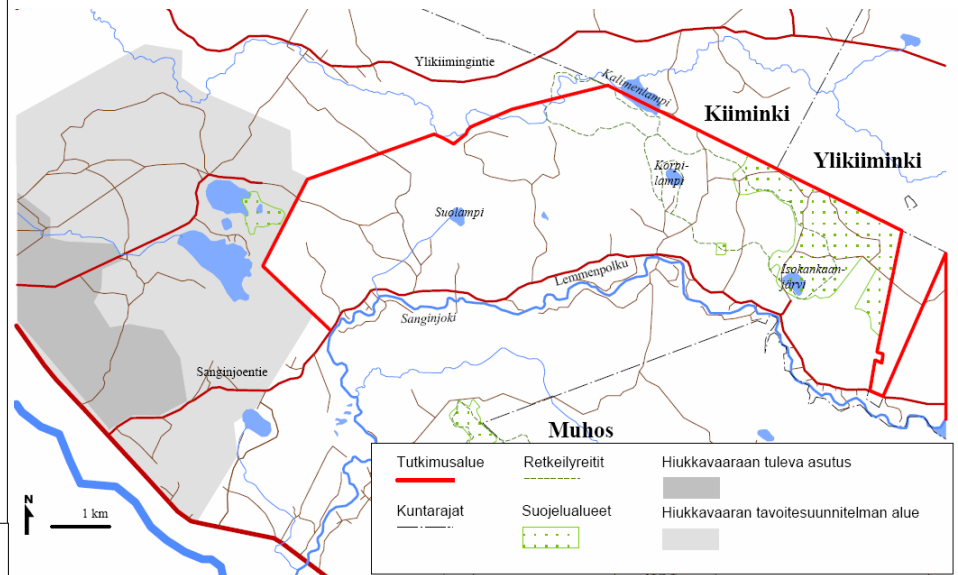 Ylikiimingintie
Kalimenlampi
Kiiminki
Ylikiiminki
Korpi-
lampi
Suolampi
Isokankaan-
järvi
Lemmenpolku
Sanginjoki
Sanginjoentie
Muhos
Tutkimusalue
Retkeilyreitit
Hiukkavaaraan tuleva asutus
Kuntarajat
Suojelualueet
Hiukkavaaran tavoitesuunnitelman alue
N
1 km